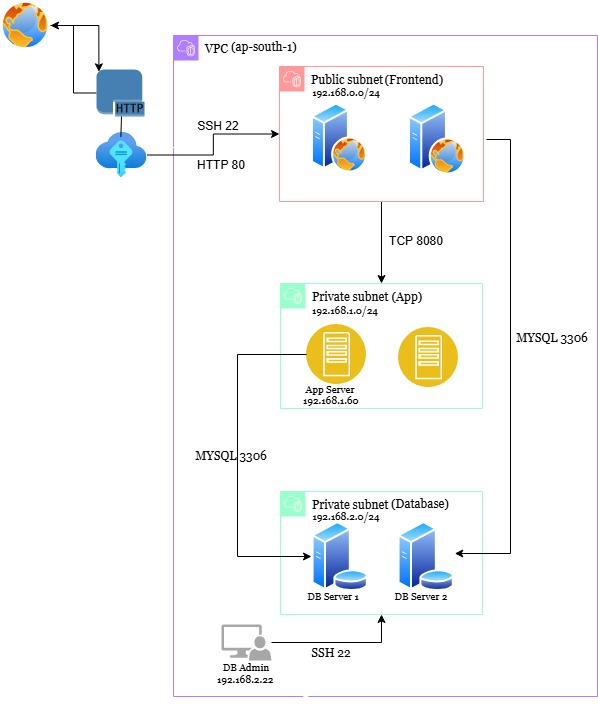 HTTP
VPC (ap-south-1)
Public subnet (Frontend)
192.168.0.0/24
SSH 22
HTTP 80
TCP 8080
Private subnet (App)
192.168.1.0/24
App Server
192.168.1.60
MYSQL 3306
MYSQL 3306
Private subnet (Database)
192.168.2.0/24
DB Server 1
DB Server 2
DB Admin
192.168.2.22
SSH 22